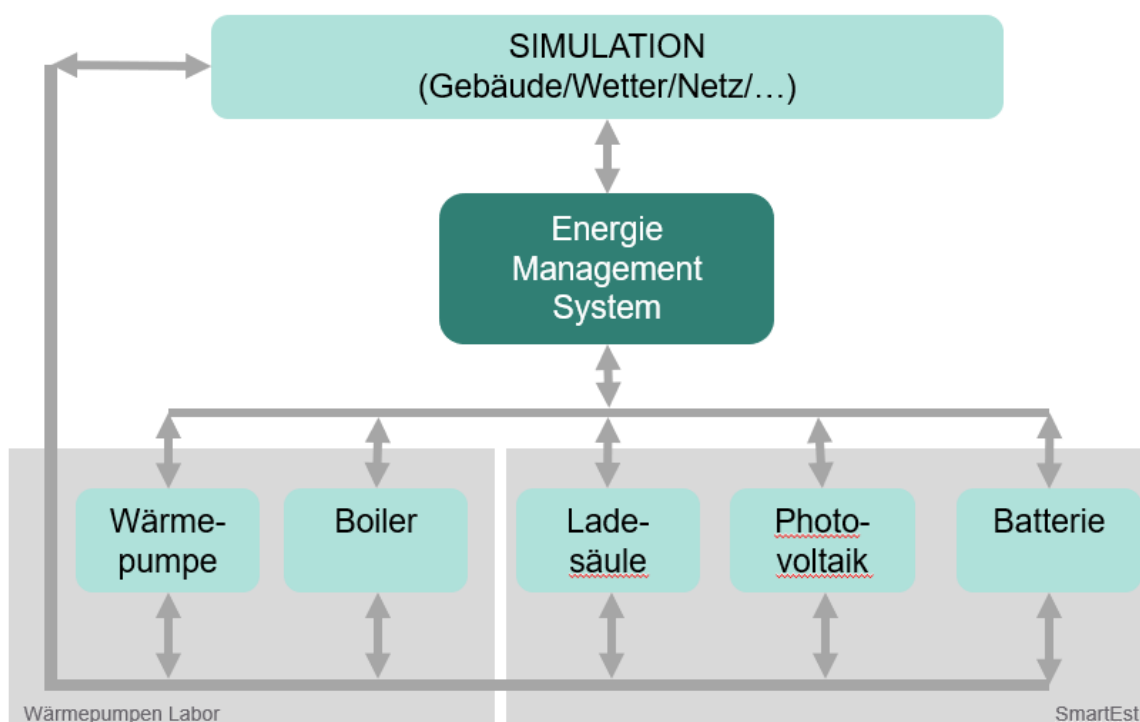 SIMULATION
(Gebäude/Wetter/Netz/…)
Energie
Management
System
Wärme-
pumpe
Boiler
Lade-
säule
Photo-
voltaik
Batterie
Wärmepumpen Labor
SmartEst